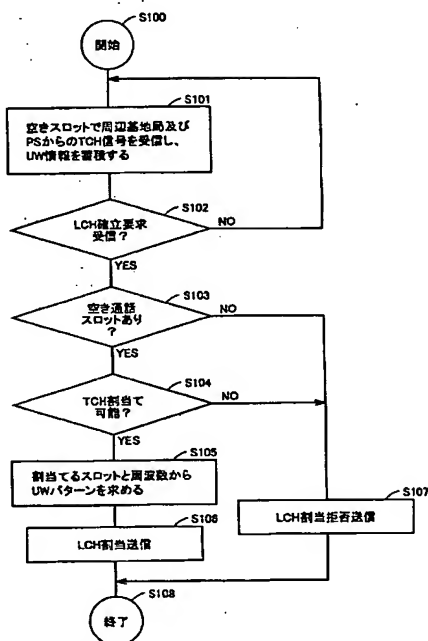 S100
開始
S101
空きスロットで周辺基地局及び
PSからのTCH信号を受信し、
UW情報を蓄積する
S102
LCH確立要求
受信?
NO
YES
S103
空き通話
スロットあり
?
NO
YES
S104
TCH割当て
可能?
NO
YES
S105
割当てるスロットと周波数から
UWパターンを求める
S106
LCH割当送信
S107
LCH割当拒否送信
S108
終了